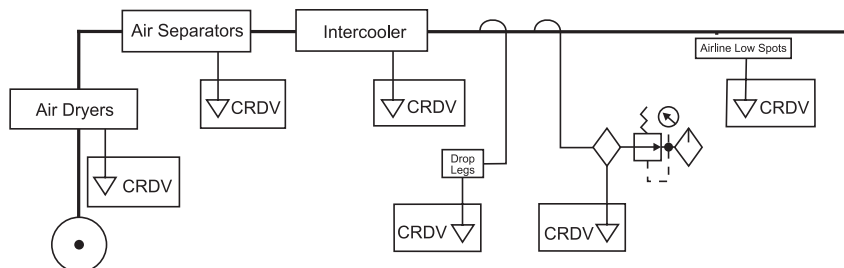 Air Separators
Intercooler
Airline Low Spots
Air Dryers
CRDV
CRDV
CRDV
CRDV
Drop
Legs
CRDV
CRDV